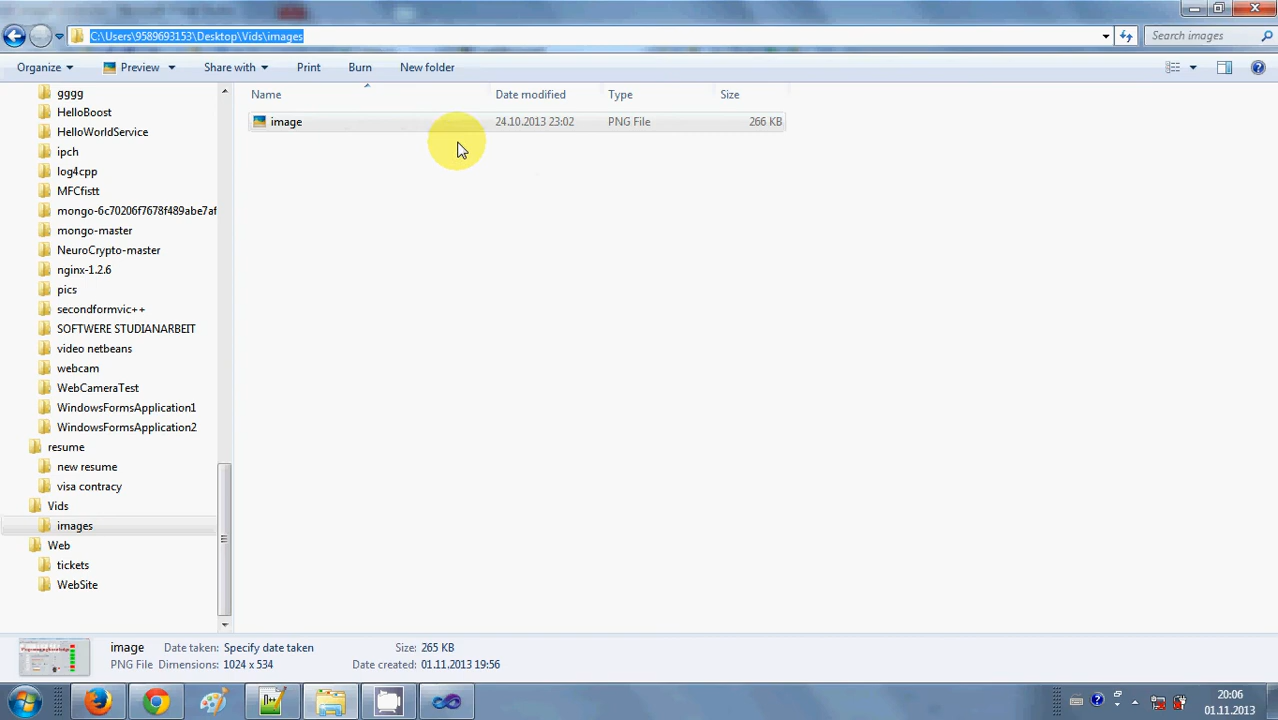 C:\Users\9589693153\Desktop\Vids\images
Search images
Organize
Preview
Share with
Print
Burn
New folder
Name
Date modified
Type
Size
image
24.10.2013 23:02
PNG File
266 KB
gggg
HelloBoost
HelloWorldService
ipch
log4cpp
MFCfistt
mongo-6c70206f7678f489abe7af
mongo-master
NeuroCrypto-master
nginx-1.2.6
pics
secondformvic++
SOFTWERE STUDIANARBEIT
video netbeans
webcam
WebCameraTest
WindowsFormsApplication1
WindowsFormsApplication2
resume
new resume
visa contracy
Vids
images
Web
tickets
WebSite
image
Date taken: Specify date taken
Size: 265 KB
PNG File
Dimensions: 1024 x 534
Date created: 01.11.2013 19:56
20:06
01.11.2013